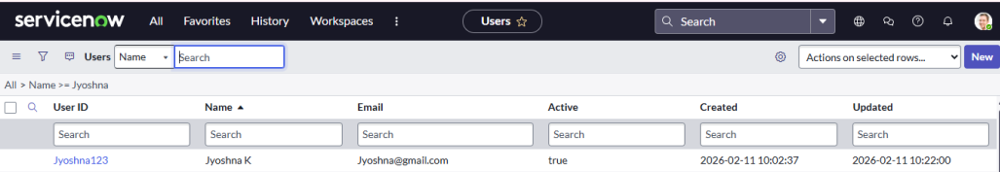 servicenow All Favorites History Workspaces Users Search
Users Name Search Actions on selected rows... New
All > Name >= Jyoshna
User ID Name Email Active Created Updated
Search Search Search Search Search Search
Jyoshna123 Jyoshna K Jyoshna@gmail.com true 2026-02-11 10:02:37 2026-02-11 10:22:00